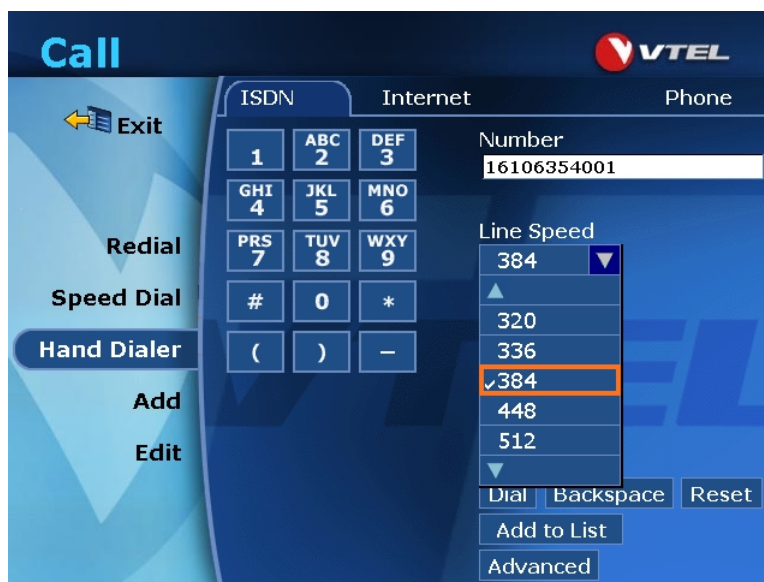 Call
VTEL
Exit
Redial
Speed Dial
Hand Dialer
Add
Edit
ISDN Internet Phone
1 ABC 2 DEF 3
GHI 4 JKL 5 MNO 6
PRS 7 TUV 8 WXY 9
# 0 *
( ) –
Number
16106354001
Line Speed
384
320
336
384
448
512
Dial Backspace Reset
Add to List
Advanced
VTEL